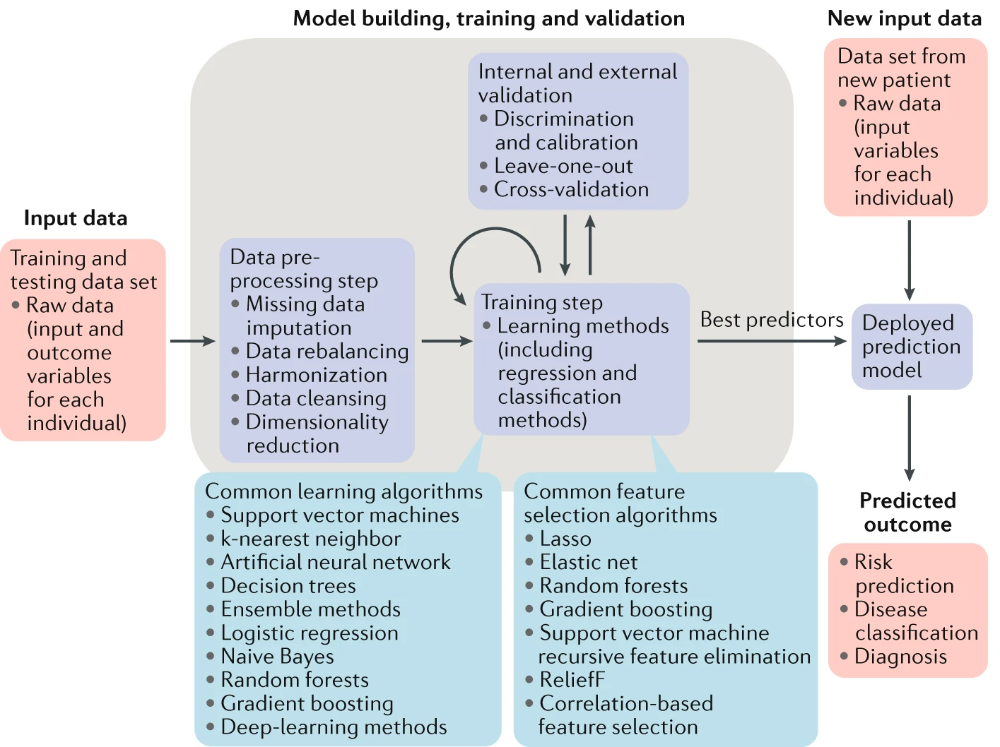 Model building, training and validation
New input data
Internal and external
validation
• Discrimination
and calibration
• Leave-one-out
• Cross-validation
Data set from
new patient
• Raw data
(input
variables
for each
individual)
Input data
Training and
testing data set
• Raw data
(input and
outcome
variables
for each
individual)
Data pre-
processing step
• Missing data
imputation
• Data rebalancing
• Harmonization
• Data cleansing
• Dimensionality
reduction
Training step
• Learning methods
(including
regression and
classification
methods)
Best predictors
Deployed
prediction
model
Common learning algorithms
• Support vector machines
• k-nearest neighbor
• Artificial neural network
• Decision trees
• Ensemble methods
• Logistic regression
• Naive Bayes
• Random forests
• Gradient boosting
• Deep-learning methods
Common feature
selection algorithms
• Lasso
• Elastic net
• Random forests
• Gradient boosting
• Support vector machine
recursive feature elimination
• ReliefF
• Correlation-based
feature selection
Predicted
outcome
• Risk
prediction
• Disease
classification
• Diagnosis